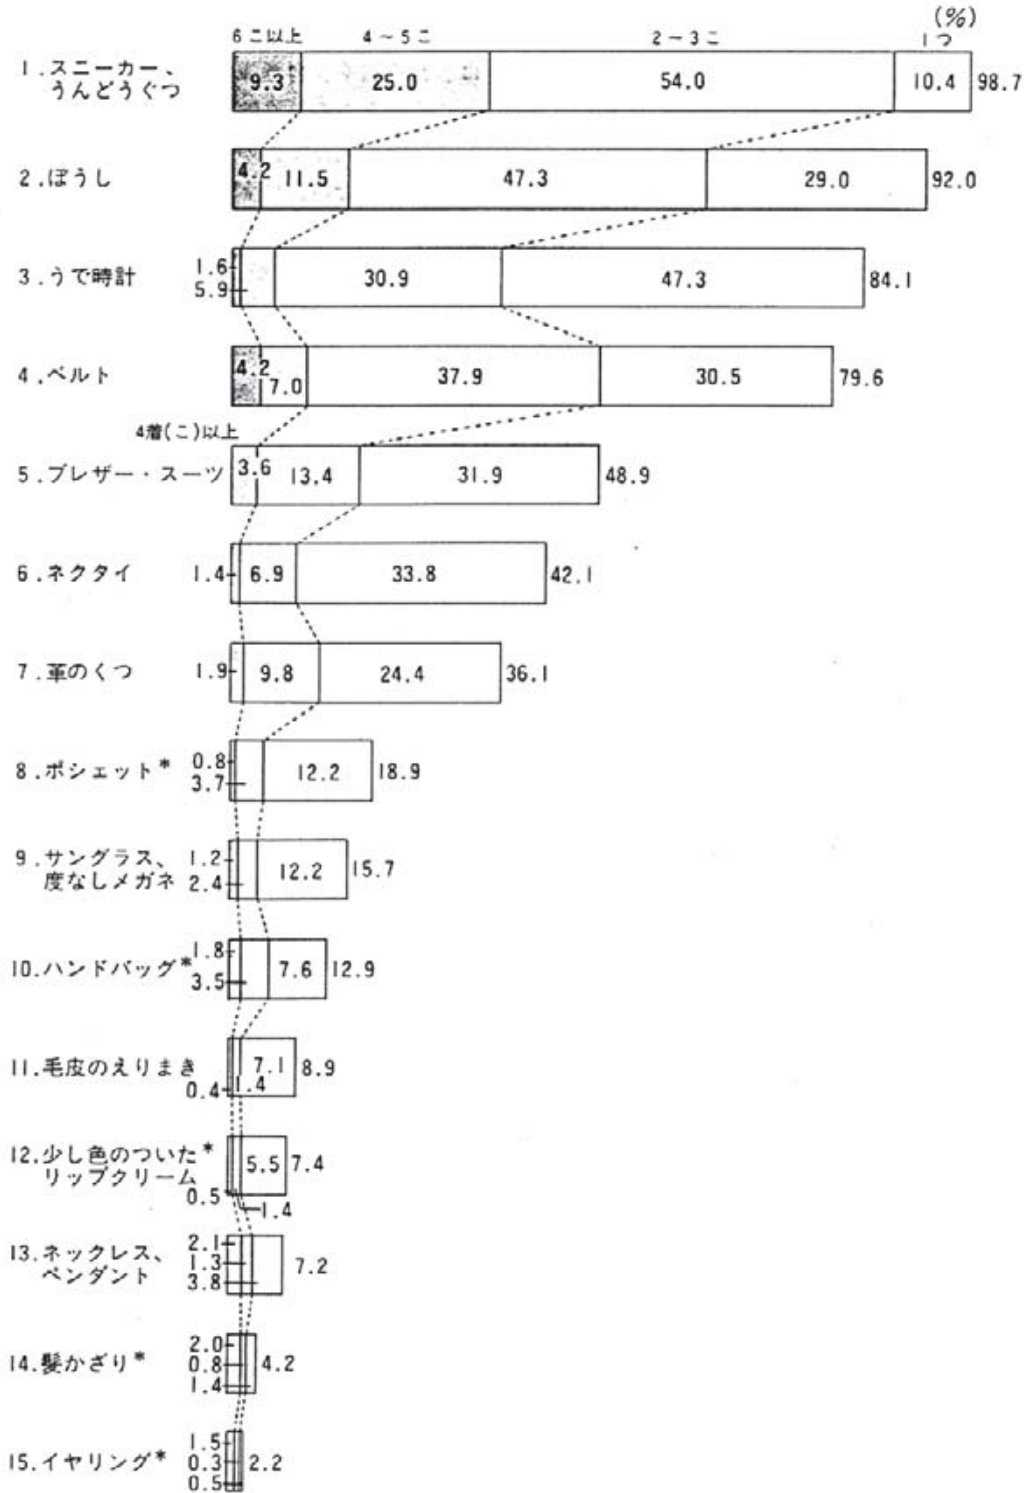 (%)
6こ以上 4～5こ 2～3こ 1つ
1.スニーカー、
うんどうぐつ
9.3 25.0 54.0 10.4 98.7
2.ぼうし 4.2 11.5 47.3 29.0 92.0
3.うで時計 1.6 5.9 30.9 47.3 84.1
4.ベルト 4.2 7.0 37.9 30.5 79.6
4着(こ)以上
5.ブレザー・スーツ 3.6 13.4 31.9 48.9
6.ネクタイ 1.4 6.9 33.8 42.1
7.革のくつ 1.9 9.8 24.4 36.1
8.ポシェット* 0.8 3.7 12.2 18.9
9.サングラス、
度なしメガネ
1.2 2.4 12.2 15.7
10.ハンドバッグ* 1.8 3.5 7.6 12.9
11.毛皮のえりまき 0.4 1.4 7.1 8.9
12.少し色のついた*
リップクリーム
0.5 1.4 5.5 7.4
13.ネックレス、
ペンダント
2.1 1.3 3.8 7.2
14.髪かざり* 2.0 0.8 1.4 4.2
15.イヤリング* 1.5 0.3 0.5 2.2